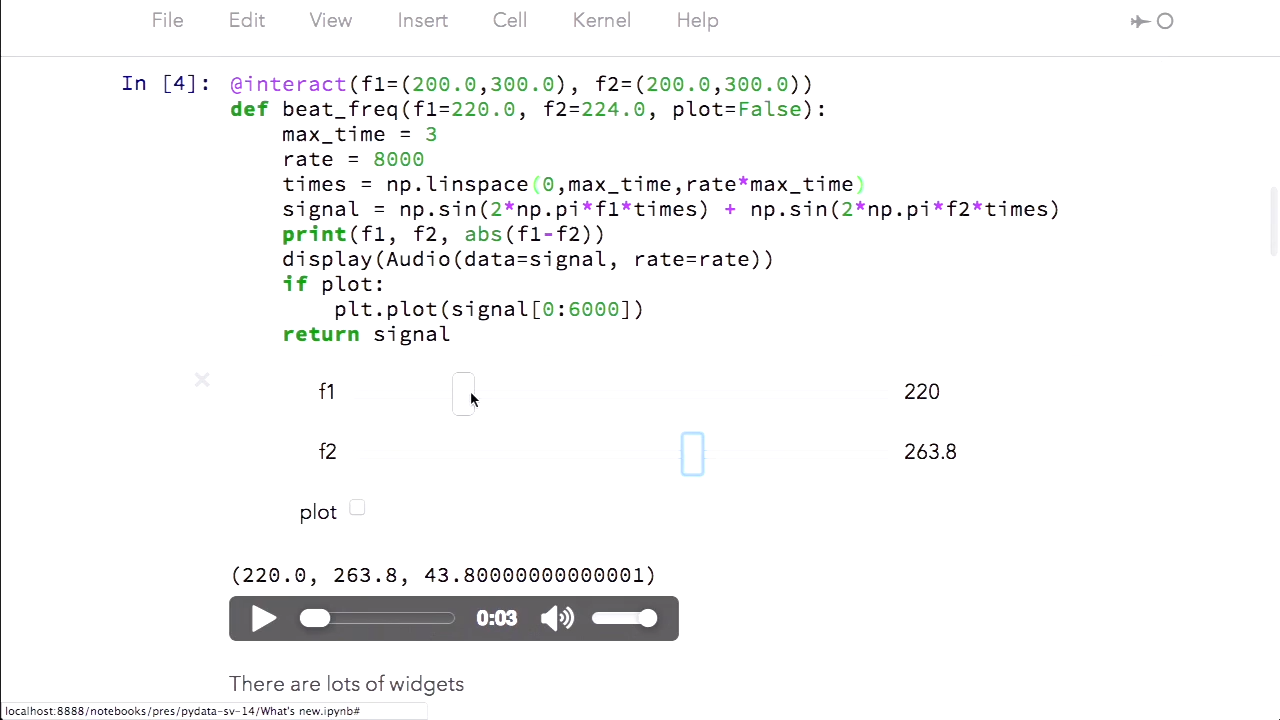 File Edit View Insert Cell Kernel Help
In [4]: @interact(f1=(200.0,300.0), f2=(200.0,300.0))
def beat_freq(f1=220.0, f2=224.0, plot=False):
    max_time = 3
    rate = 8000
    times = np.linspace(0,max_time,rate*max_time)
    signal = np.sin(2*np.pi*f1*times) + np.sin(2*np.pi*f2*times)
    print(f1, f2, abs(f1-f2))
    display(Audio(data=signal, rate=rate))
    if plot:
        plt.plot(signal[0:6000])
    return signal
f1 220
f2 263.8
plot
(220.0, 263.8, 43.80000000000001)
0:03
There are lots of widgets
localhost:8888/notebooks/pres/pydata-sv-14/What's new.ipynb#